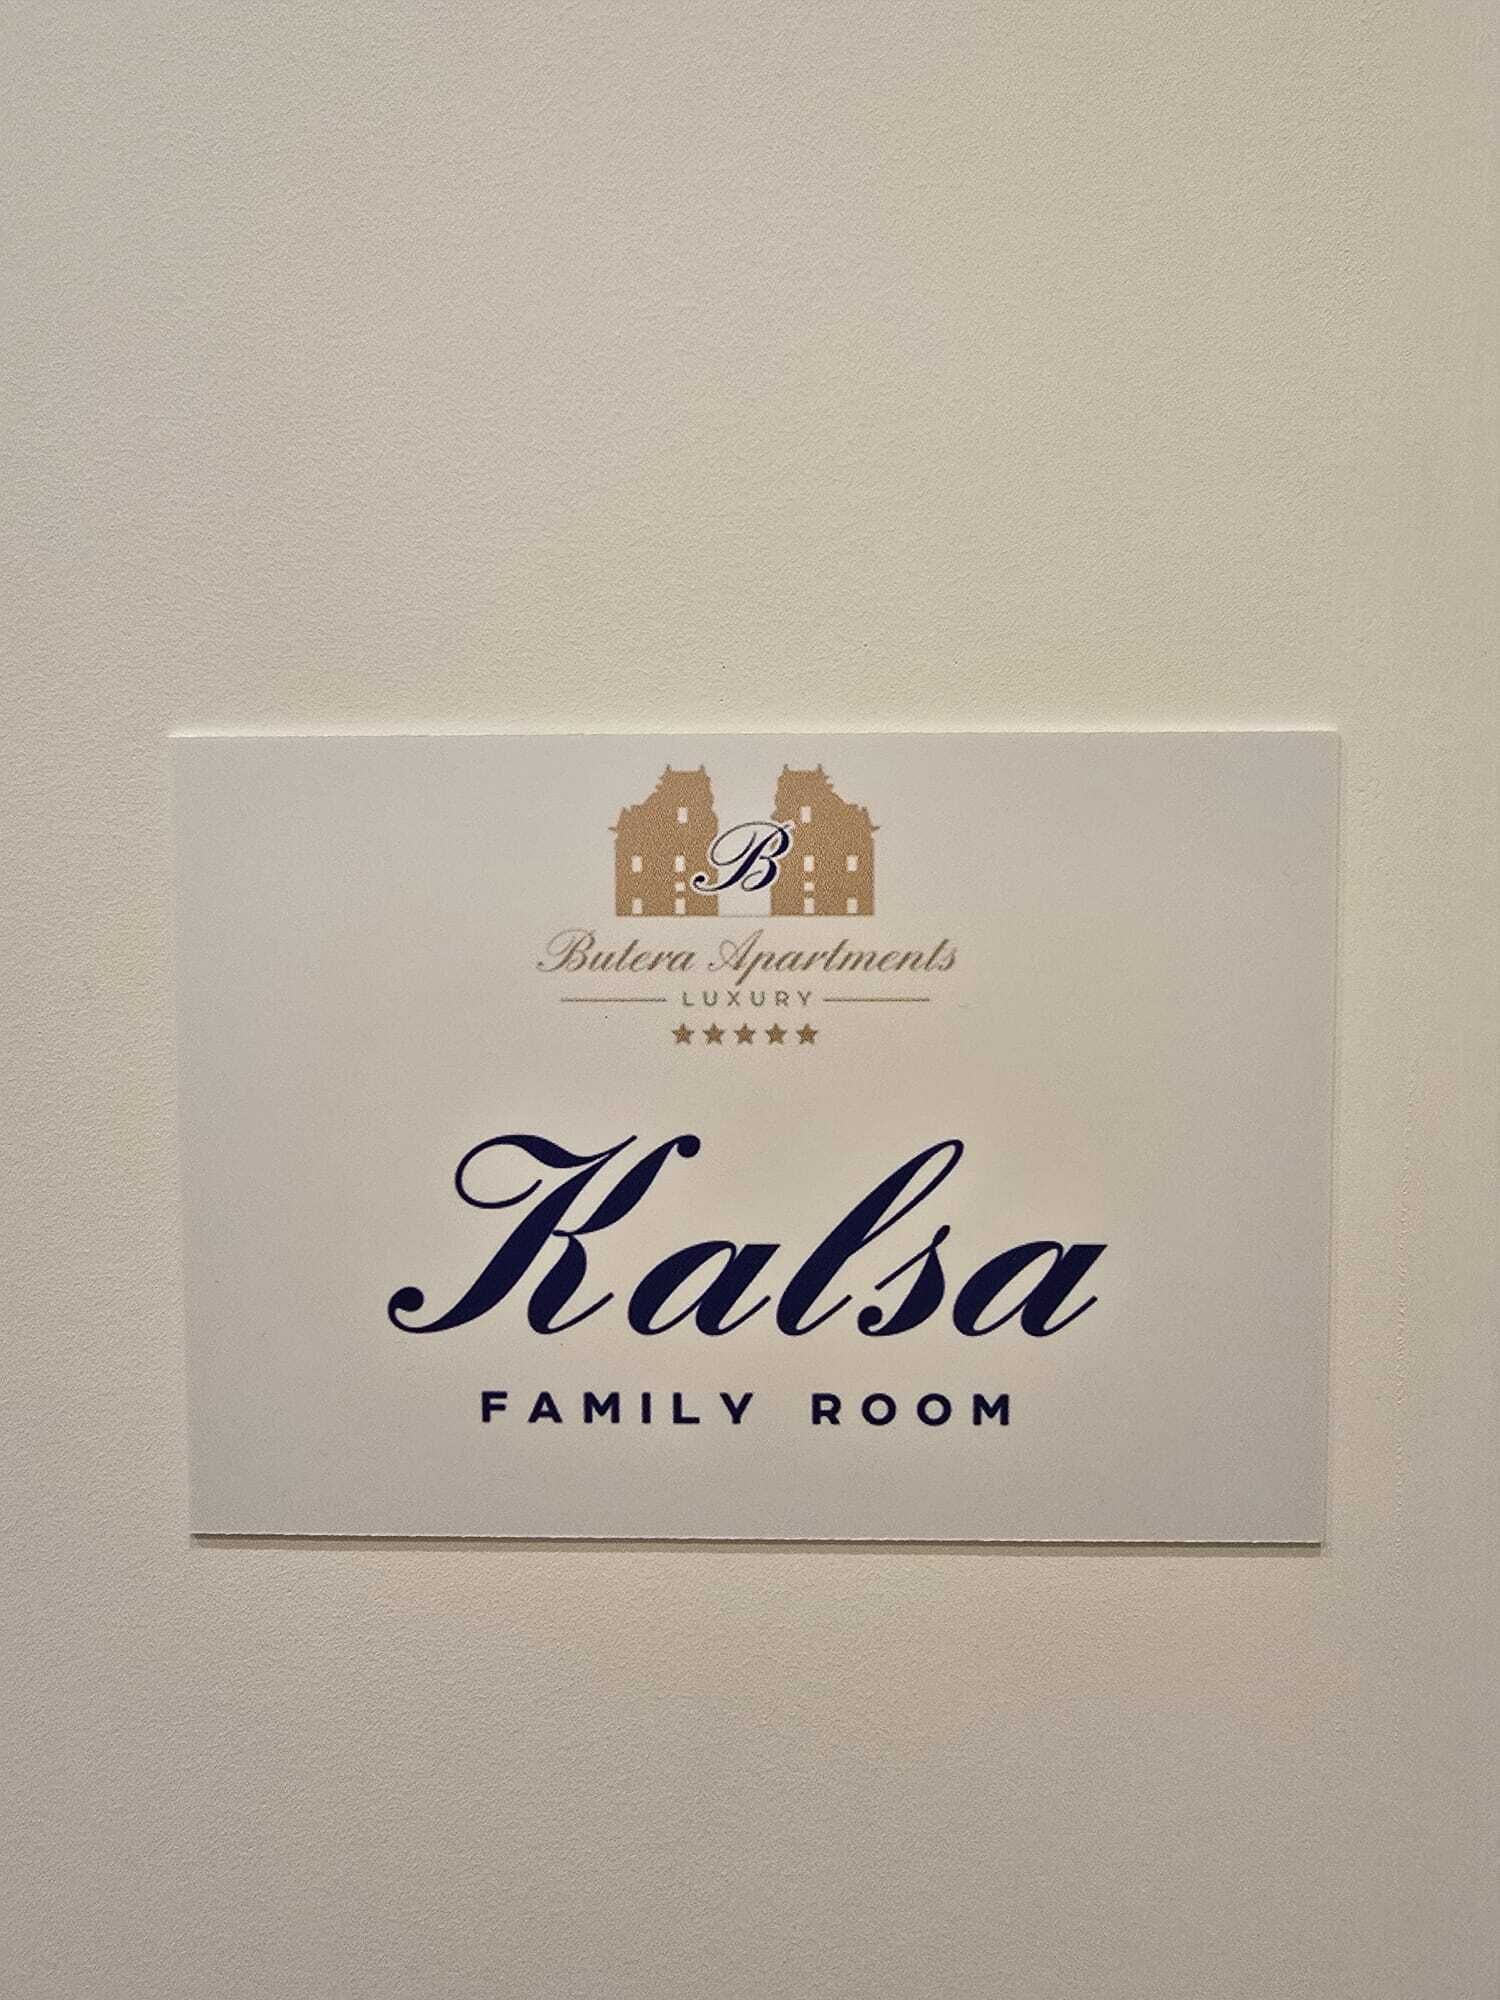 B
Butera Apartments
LUXURY
Kalsa
FAMILY ROOM